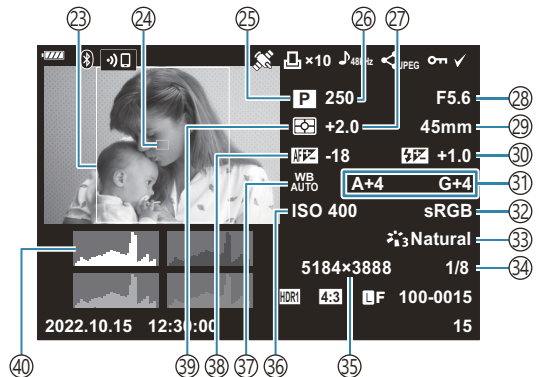 ㉓ ㉔ ㉕ ㉖ ㉗
×10 48kHz JPEG
P 250 F5.6 ㉘
+2.0 45mm ㉙
AF -18 +1.0 ㉚
WB AUTO A+4 G+4 ㉛
ISO 400 sRGB ㉜
3 Natural ㉝
5184×3888 1/8 ㉞
HDR1 4:3 L F 100-0015
2022.10.15 12:30:00 15
㊵ ㊴ ㊳ ㊲ ㊱ ㉟